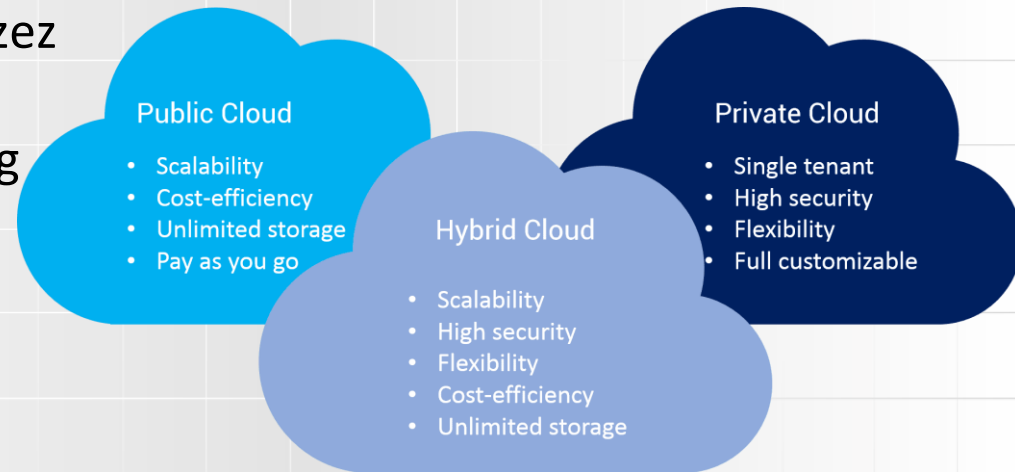 zez
g
Public Cloud
• Scalability
• Cost-efficiency
• Unlimited storage
• Pay as you go
Hybrid Cloud
• Scalability
• High security
• Flexibility
• Cost-efficiency
• Unlimited storage
Private Cloud
• Single tenant
• High security
• Flexibility
• Full customizable